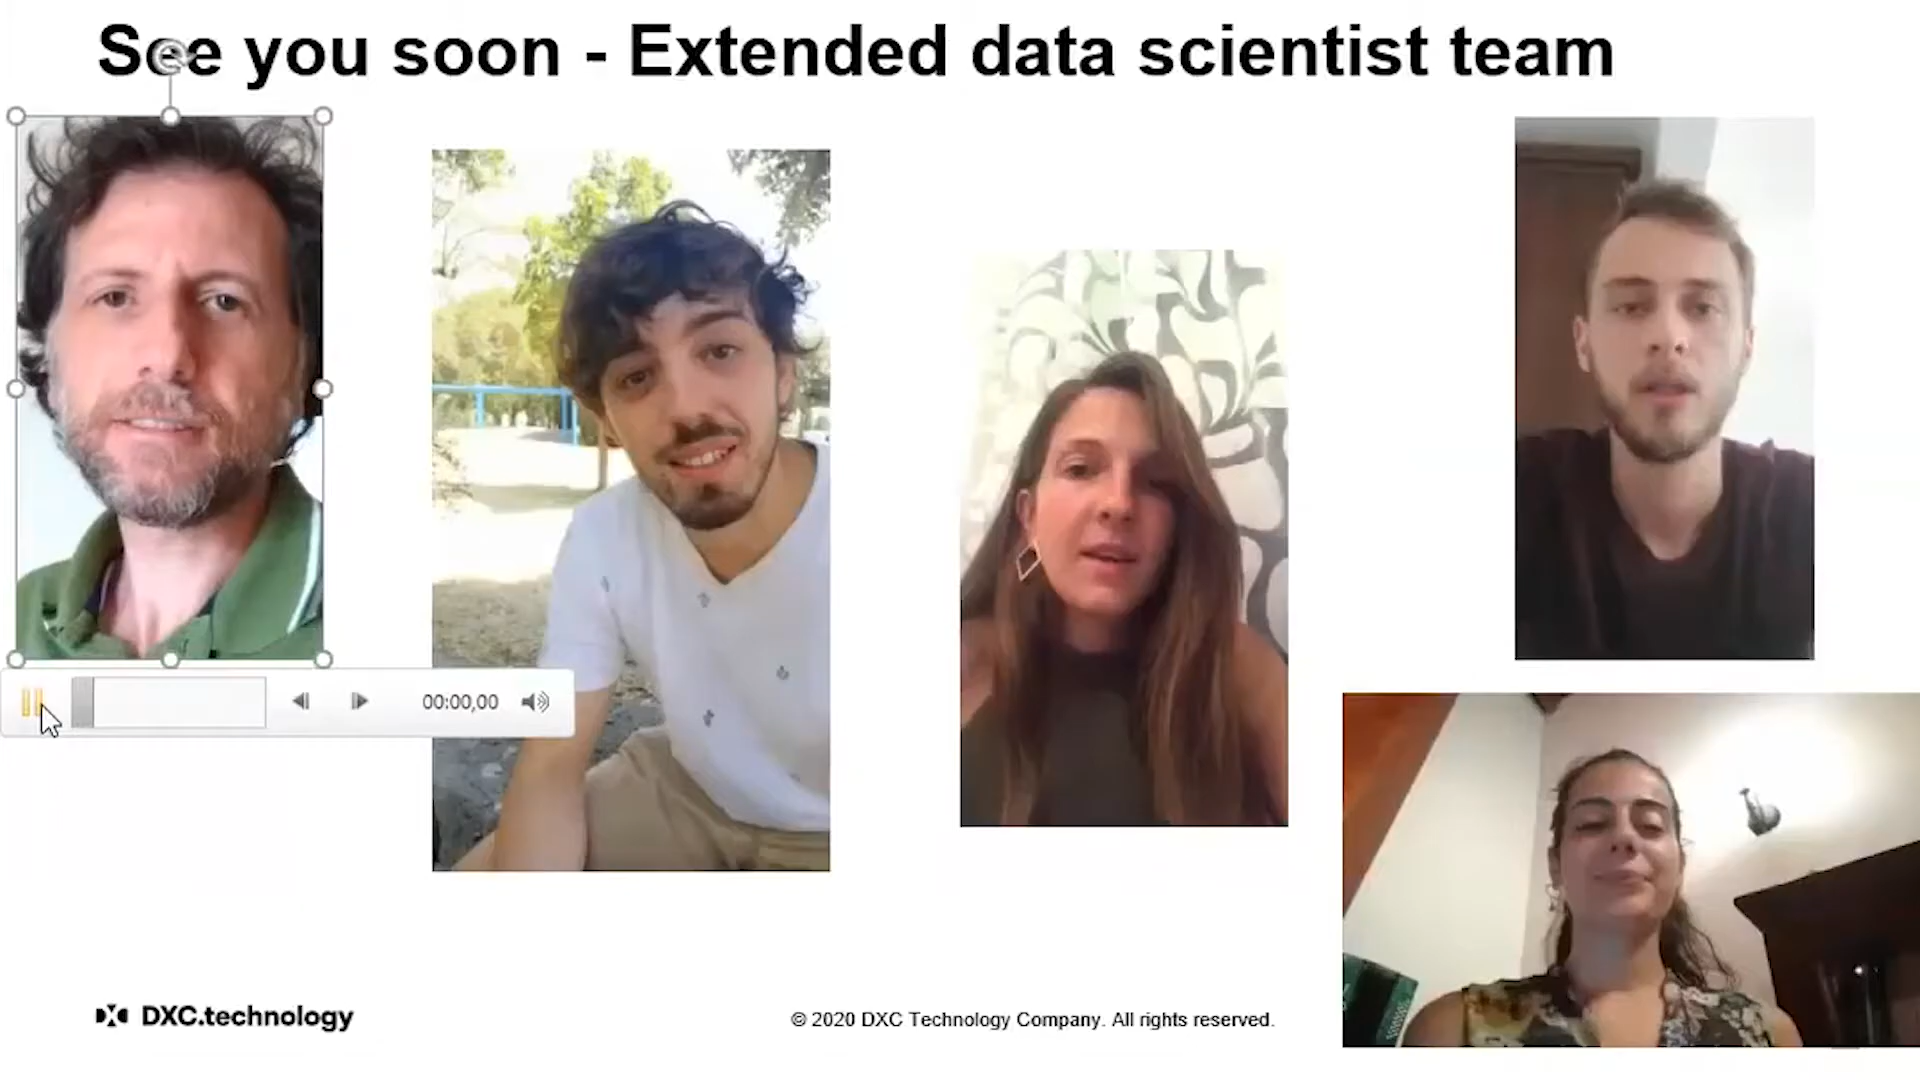 See you soon - Extended data scientist team
00:00,00
DXC.technology
© 2020 DXC Technology Company. All rights reserved.